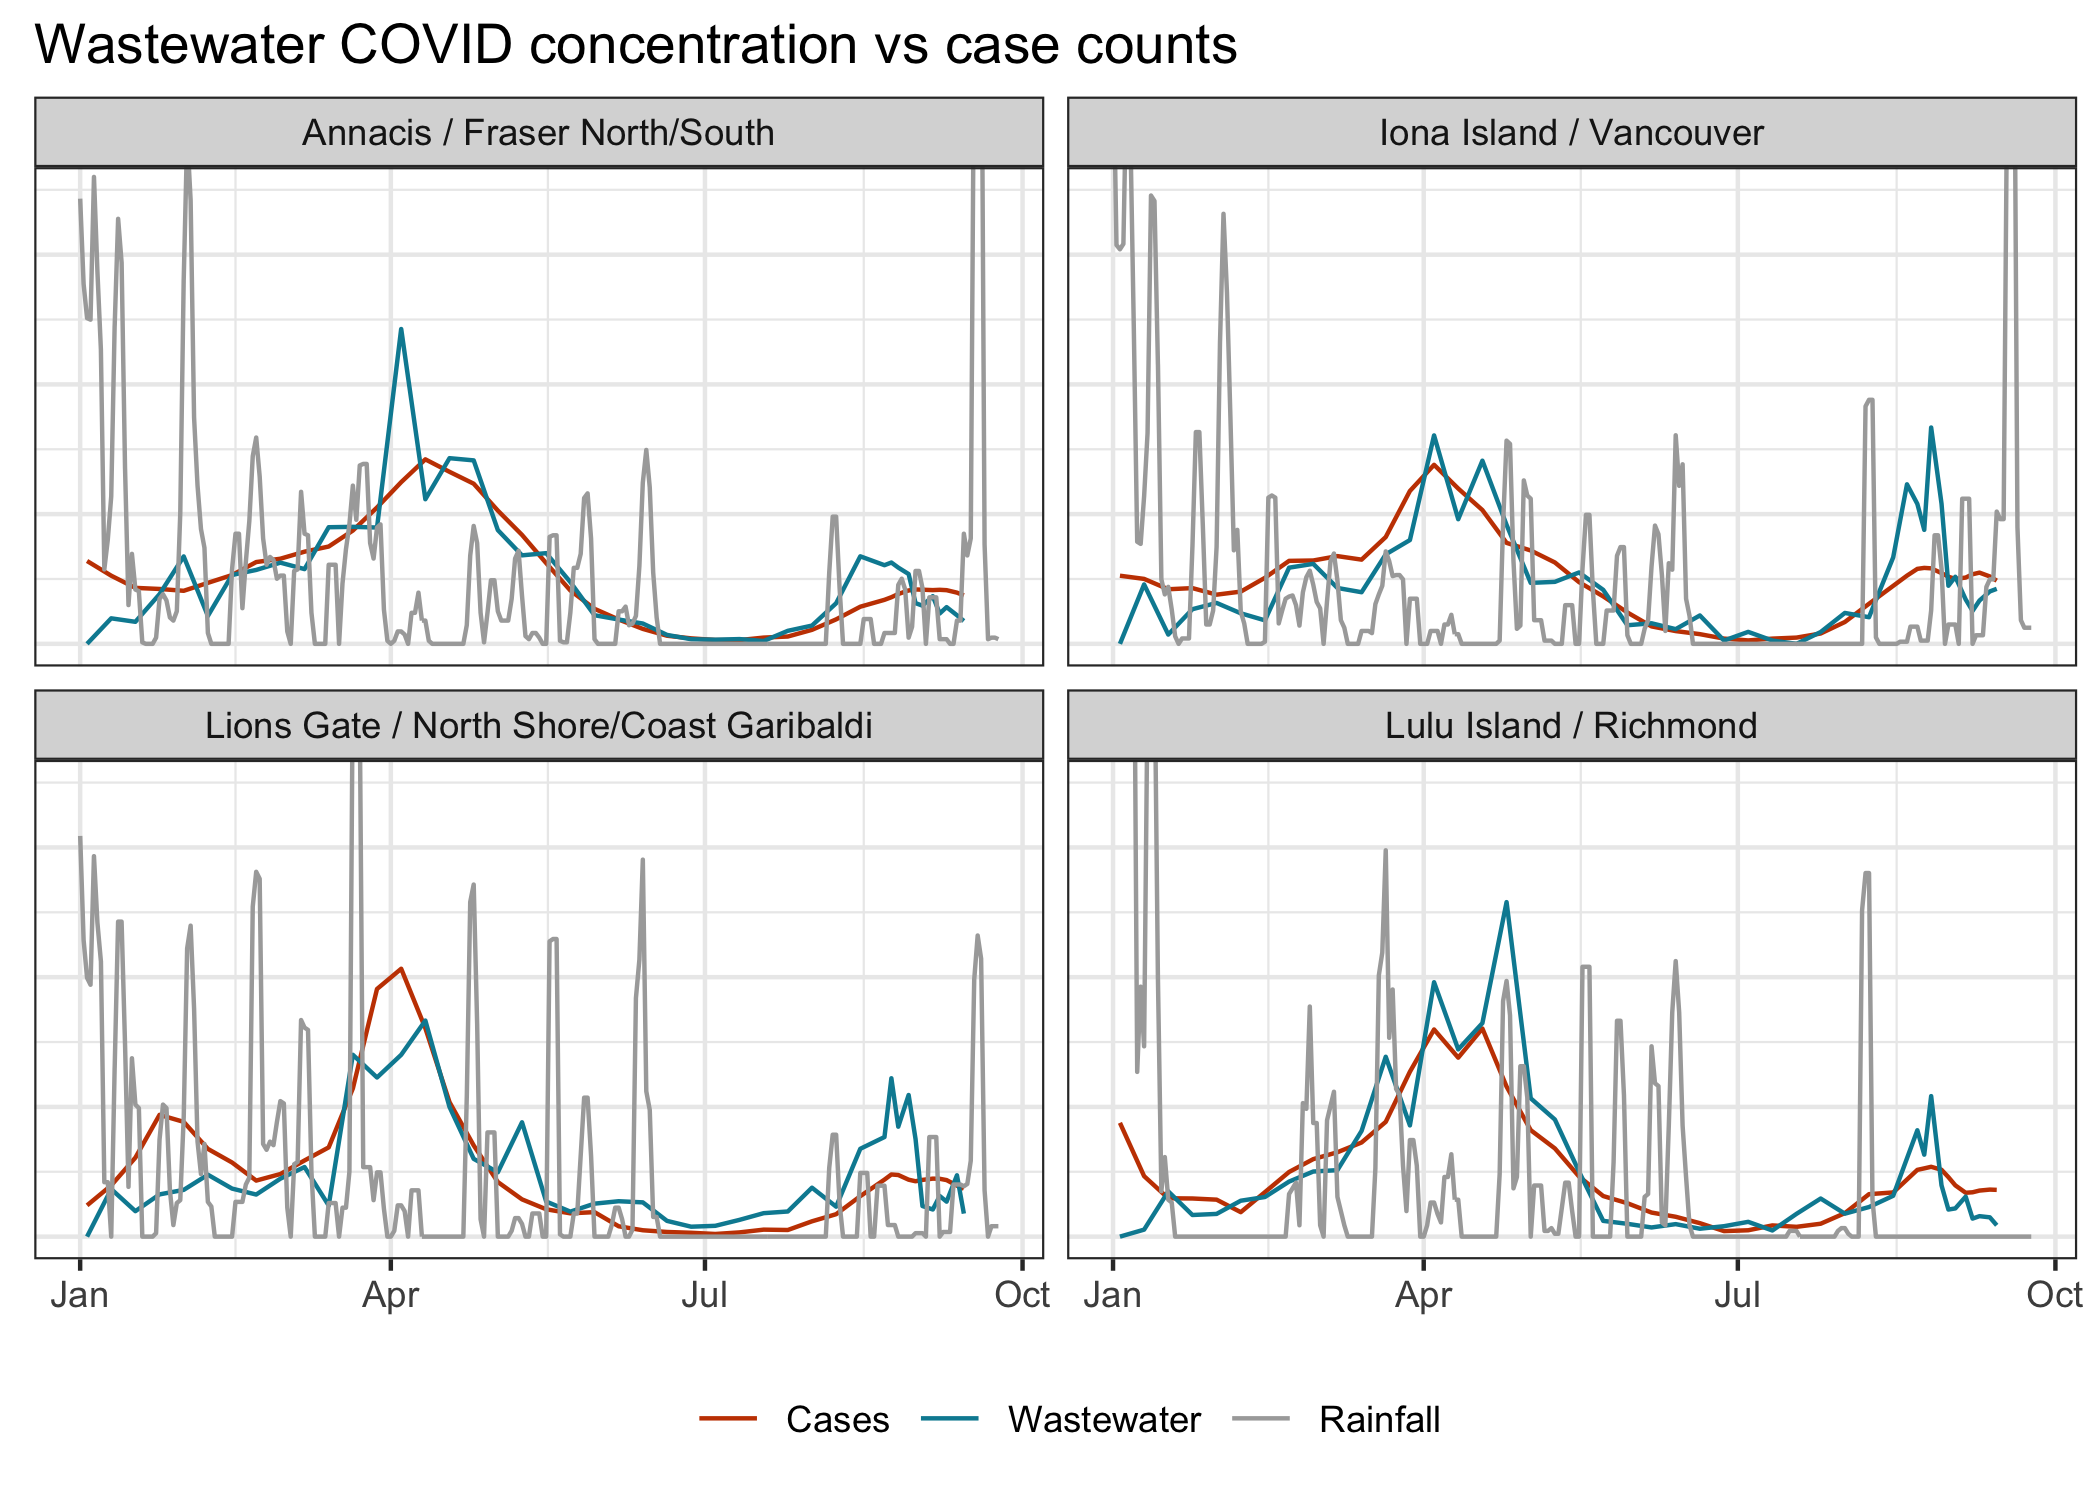 Wastewater COVID concentration vs case counts
Annacis / Fraser North/South
Iona Island / Vancouver
Lions Gate / North Shore/Coast Garibaldi
Lulu Island / Richmond
Jan Apr Jul Oct Jan Apr Jul Oct
Cases Wastewater Rainfall